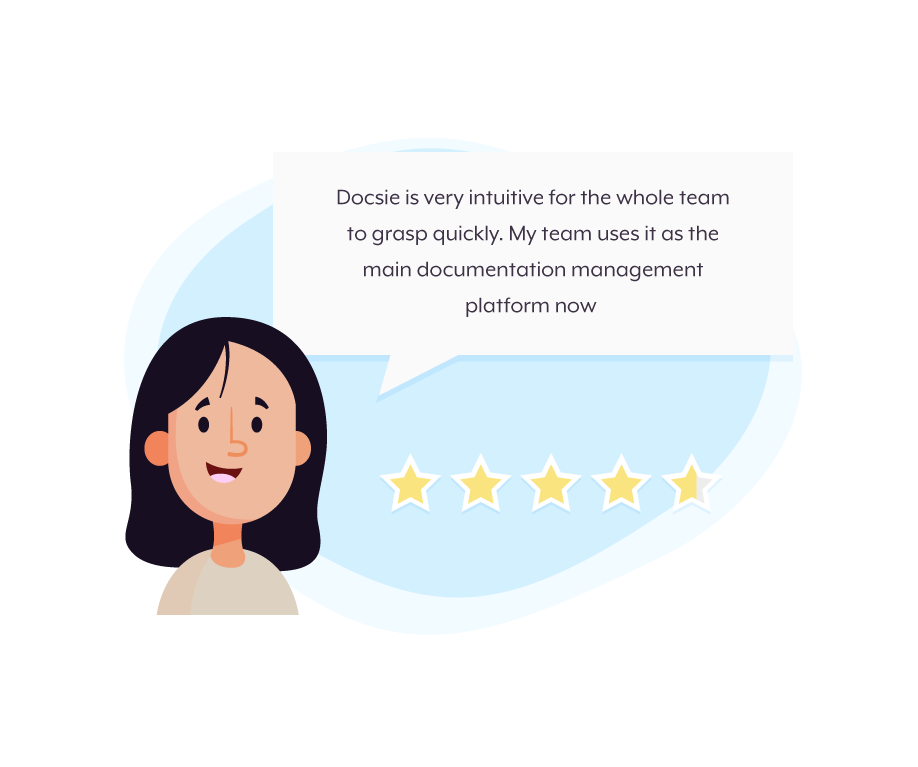 Docsie is very intuitive for the whole team
to grasp quickly. My team uses it as the
main documentation management
platform now